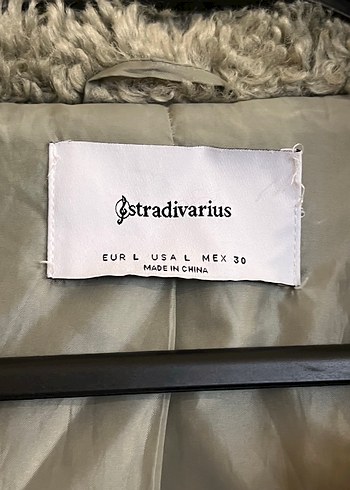 stradivarius
EUR L USA L MEX 30
MADE IN CHINA